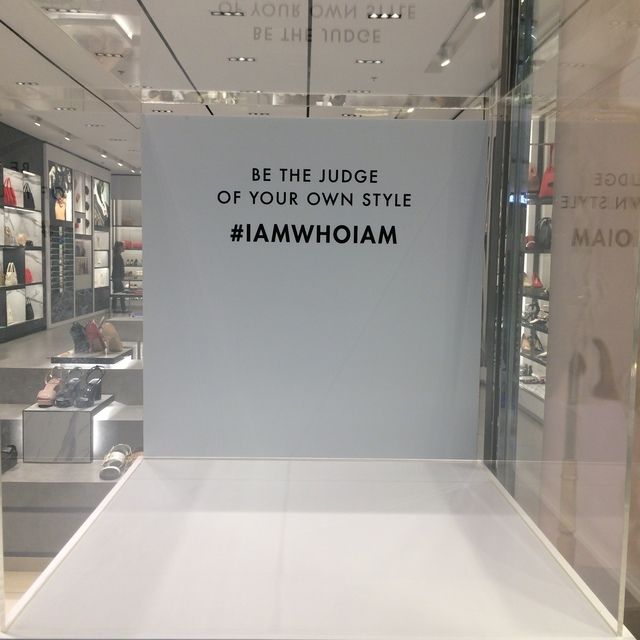 BE THE JUDGE
OF YOUR OWN STYLE
#IAMWHOIAM